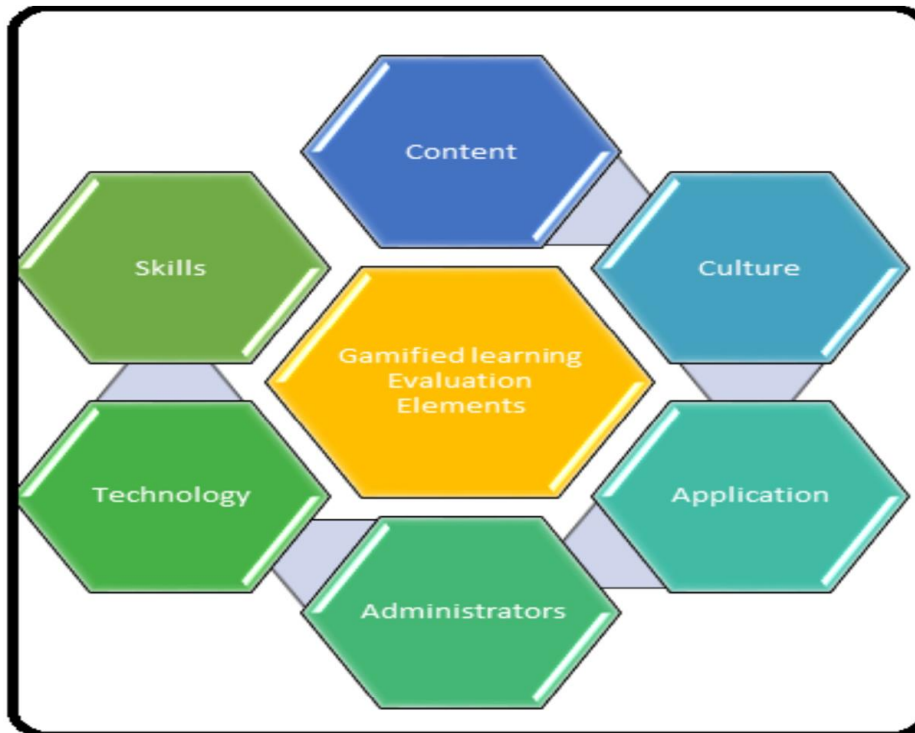 Content
Skills
Culture
Gamified learning
Evaluation
Elements
Technology
Application
Administrators